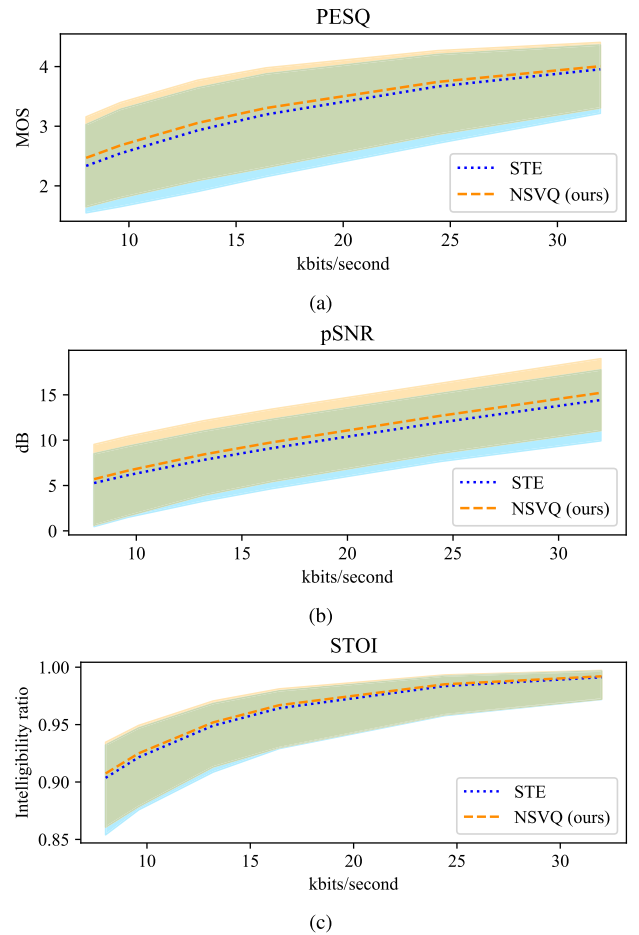 PESQ
4
3
2
MOS
STE
NSVQ (ours)
10 15 20 25 30
kbits/second
(a)
pSNR
15
10
5
0
dB
STE
NSVQ (ours)
10 15 20 25 30
kbits/second
(b)
STOI
1.00
0.95
0.90
0.85
Intelligibility ratio
STE
NSVQ (ours)
10 15 20 25 30
kbits/second
(c)